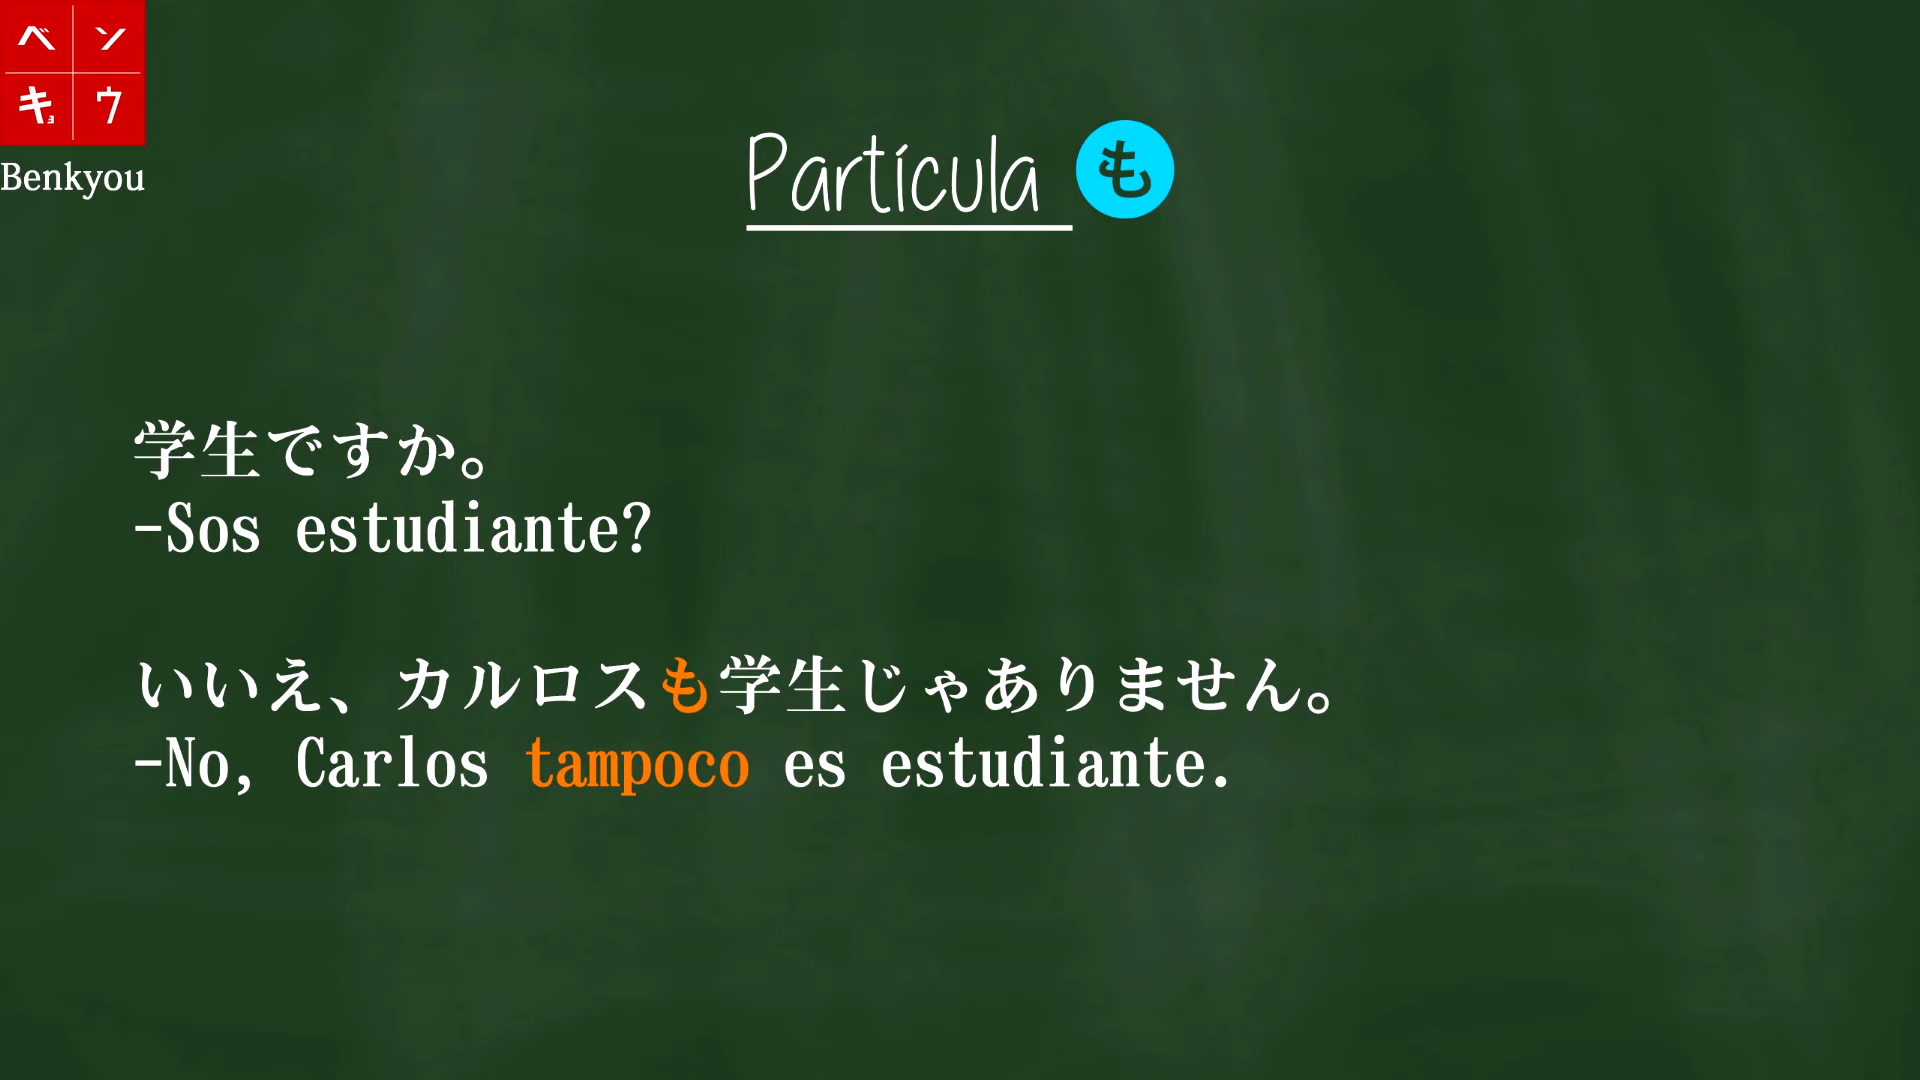 ベン
キョウ
Benkyou
Partícula も
学生ですか。
-Sos estudiante?
いいえ、カルロスも学生じゃありません。
-No, Carlos tampoco es estudiante.